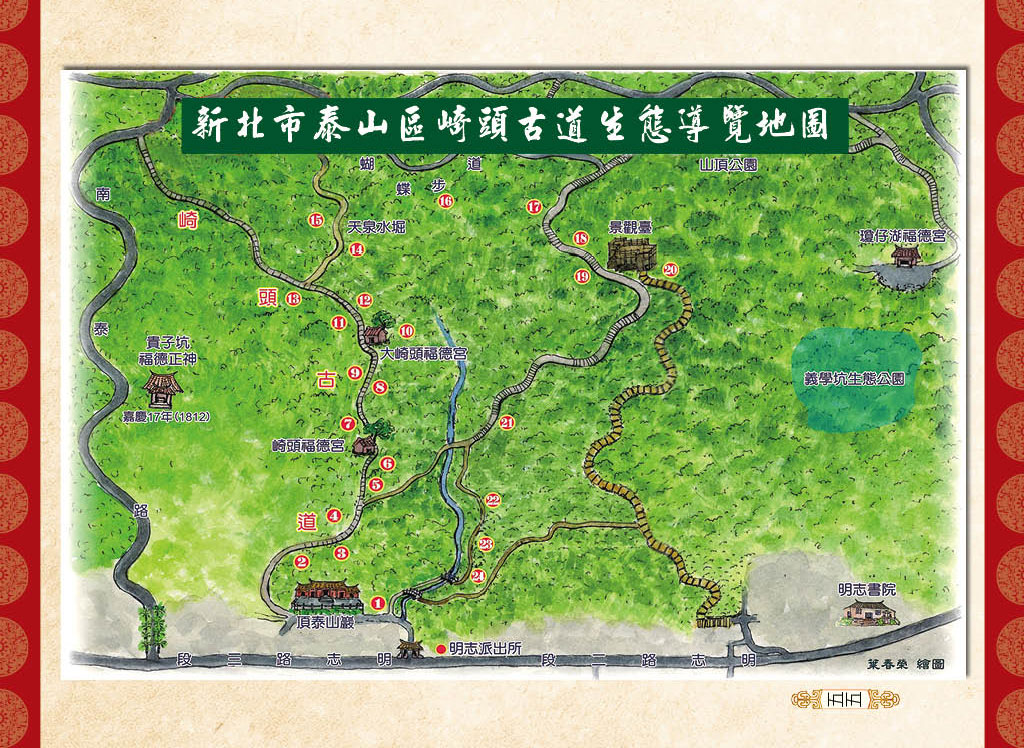 新北市泰山區崎頭古道生態導覽地圖
蝴蝶步道
山頂公園
南泰路
崎頭古道
16
17
15
天泉水堀
14
18
景觀臺
19
20
瓊仔湖福德宮
13
12
11
10
大崎頭福德宮
貴子坑
福德正神
嘉慶17年(1812)
9
8
義學坑生態公園
7
崎頭福德宮
21
6
5
22
4
3
23
2
24
1
頂泰山巖
明志書院
明志派出所
段三路志明
段二路志明
葉春榮 繪圖
五五